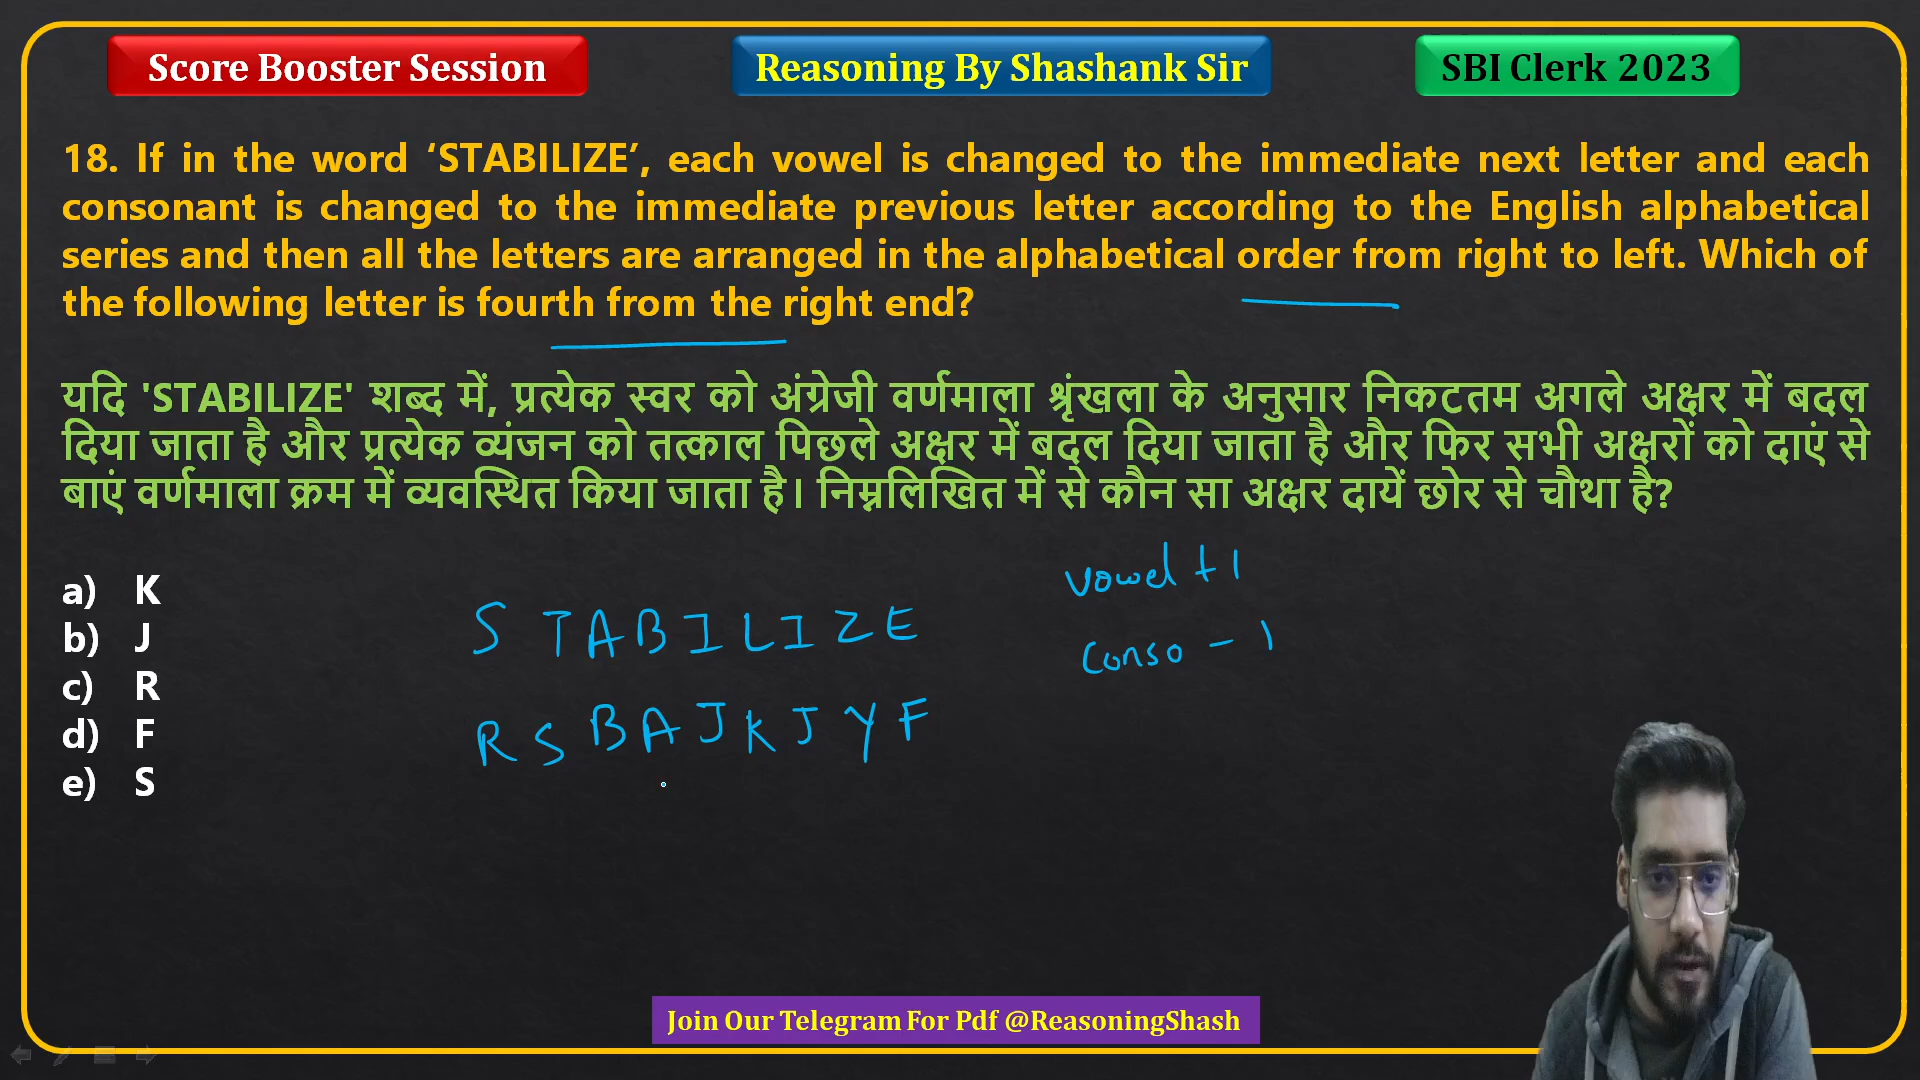 Score Booster Session
Reasoning By Shashank Sir
SBI Clerk 2023
18. If in the word ‘STABILIZE’, each vowel is changed to the immediate next letter and each
consonant is changed to the immediate previous letter according to the English alphabetical
series and then all the letters are arranged in the alphabetical order from right to left. Which of
the following letter is fourth from the right end?
यदि 'STABILIZE' शब्द में, प्रत्येक स्वर को अंग्रेजी वर्णमाला श्रृंखला के अनुसार निकटतम अगले अक्षर में बदल
दिया जाता है और प्रत्येक व्यंजन को तत्काल पिछले अक्षर में बदल दिया जाता है और फिर सभी अक्षरों को दाएं से
बाएं वर्णमाला क्रम में व्यवस्थित किया जाता है। निम्नलिखित में से कौन सा अक्षर दायें छोर से चौथा है?
a) K
b) J
c) R
d) F
e) S
S T A B I L I Z E
R S B A J K J Y F
vowel + 1
Conso - 1
Join Our Telegram For Pdf @ReasoningShash